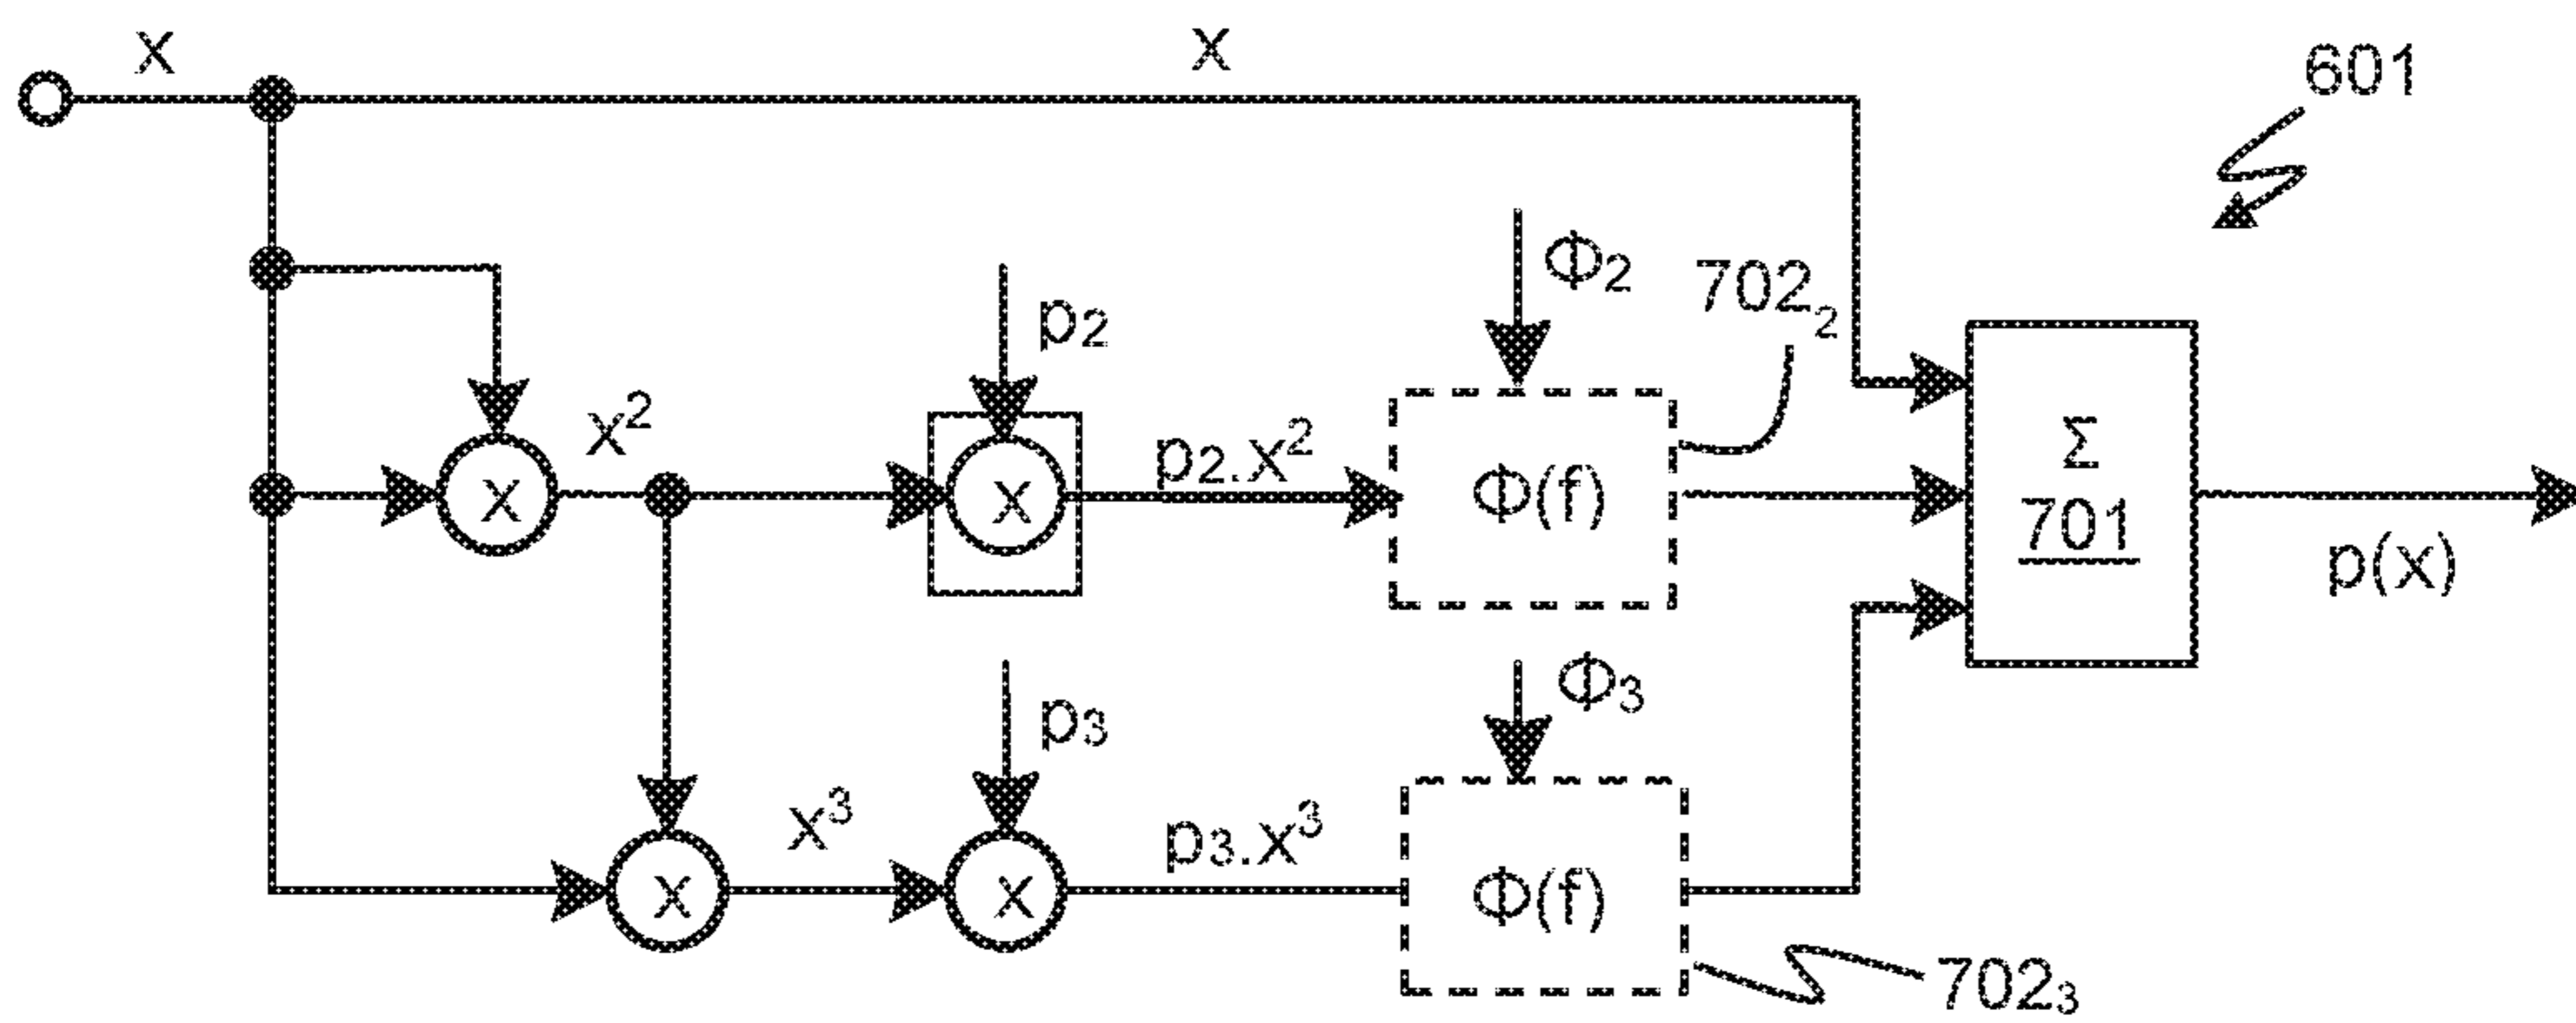 x
x
601
Φ₂
702₂
p₂
x²
p₂.x²
x
x
Φ(f)
Σ
701
p(x)
Φ₃
p₃
x³
p₃.x³
x
x
Φ(f)
702₃